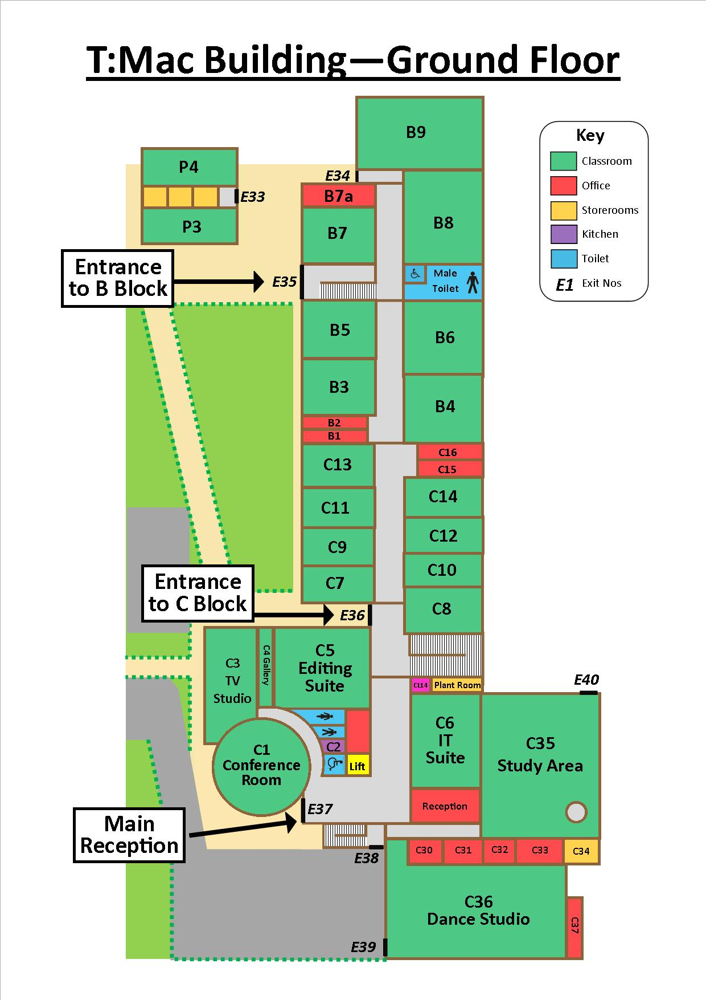 T:Mac Building—Ground Floor
B9
Key
Classroom
Office
Storerooms
Kitchen
Toilet
E1 Exit Nos
P4
E33
P3
E34
B7a
B7
B8
Entrance
to B Block
E35
Male
Toilet
B5
B6
B3
B4
B2
B1
C16
C13
C15
C14
C11
C12
C9
C10
C7
Entrance
to C Block
E36
C8
C3
TV
Studio
C4 Gallery
C5
Editing
Suite
CL14
Plant Room
E40
C6
IT
Suite
C35
Study Area
C2
Lift
C1
Conference
Room
Reception
E37
Main
Reception
E38
C30
C31
C32
C33
C34
C36
Dance Studio
C37
E39